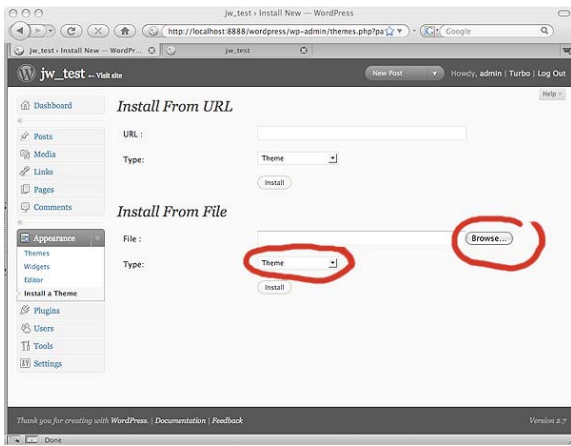 jw_test › Install New — WordPress
http://localhost:8888/wordpress/wp-admin/themes.php?pa
Google
jw_test › Install New — WordPr...
jw_test
jw_test
← Visit site
New Post
Howdy, admin | Turbo | Log Out
Help
Dashboard
Posts
Media
Links
Pages
Comments
Appearance
Themes
Widgets
Editor
Install a Theme
Plugins
Users
Tools
Settings
Install From URL
URL :
Type:
Theme
Install
Install From File
File :
Browse...
Type:
Theme
Install
Thank you for creating with WordPress. | Documentation | Feedback
Version 2.7
Done